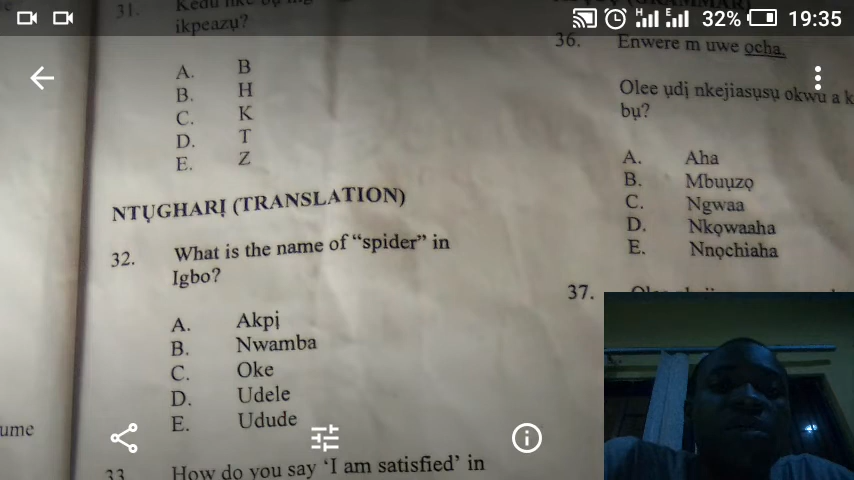 H E 32% 19:35
31.
ikpeazụ?
A. B
B. H
C. K
D. T
E. Z
NTỤGHARỊ (TRANSLATION)
32. What is the name of “spider” in
Igbo?
A. Akpị
B. Nwamba
C. Oke
D. Udele
E. Udude
33. How do you say ‘I am satisfied’ in
36. Enwere m uwe ọcha.
Olee ụdị nkejiasụsụ okwu a k
bụ?
A. Aha
B. Mbuụzọ
C. Ngwaa
D. Nkọwaaha
E. Nnọchiaha
37.
ume